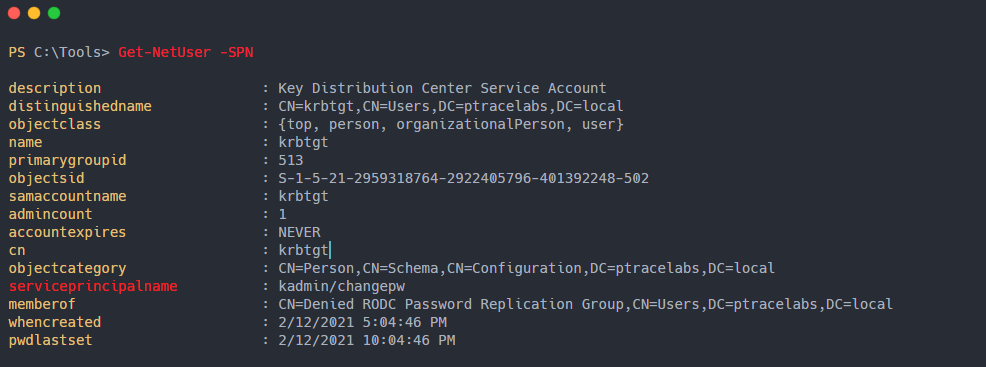 PS C:\Tools> Get-NetUser -SPN
description : Key Distribution Center Service Account
distinguishedname : CN=krbtgt,CN=Users,DC=ptracelabs,DC=local
objectclass : {top, person, organizationalPerson, user}
name : krbtgt
primarygroupid : 513
objectsid : S-1-5-21-2959318764-2922405796-401392248-502
samaccountname : krbtgt
admincount : 1
accountexpires : NEVER
cn : krbtgt
objectcategory : CN=Person,CN=Schema,CN=Configuration,DC=ptracelabs,DC=local
serviceprincipalname : kadmin/changepw
memberof : CN=Denied RODC Password Replication Group,CN=Users,DC=ptracelabs,DC=local
whencreated : 2/12/2021 5:04:46 PM
pwdlastset : 2/12/2021 10:04:46 PM